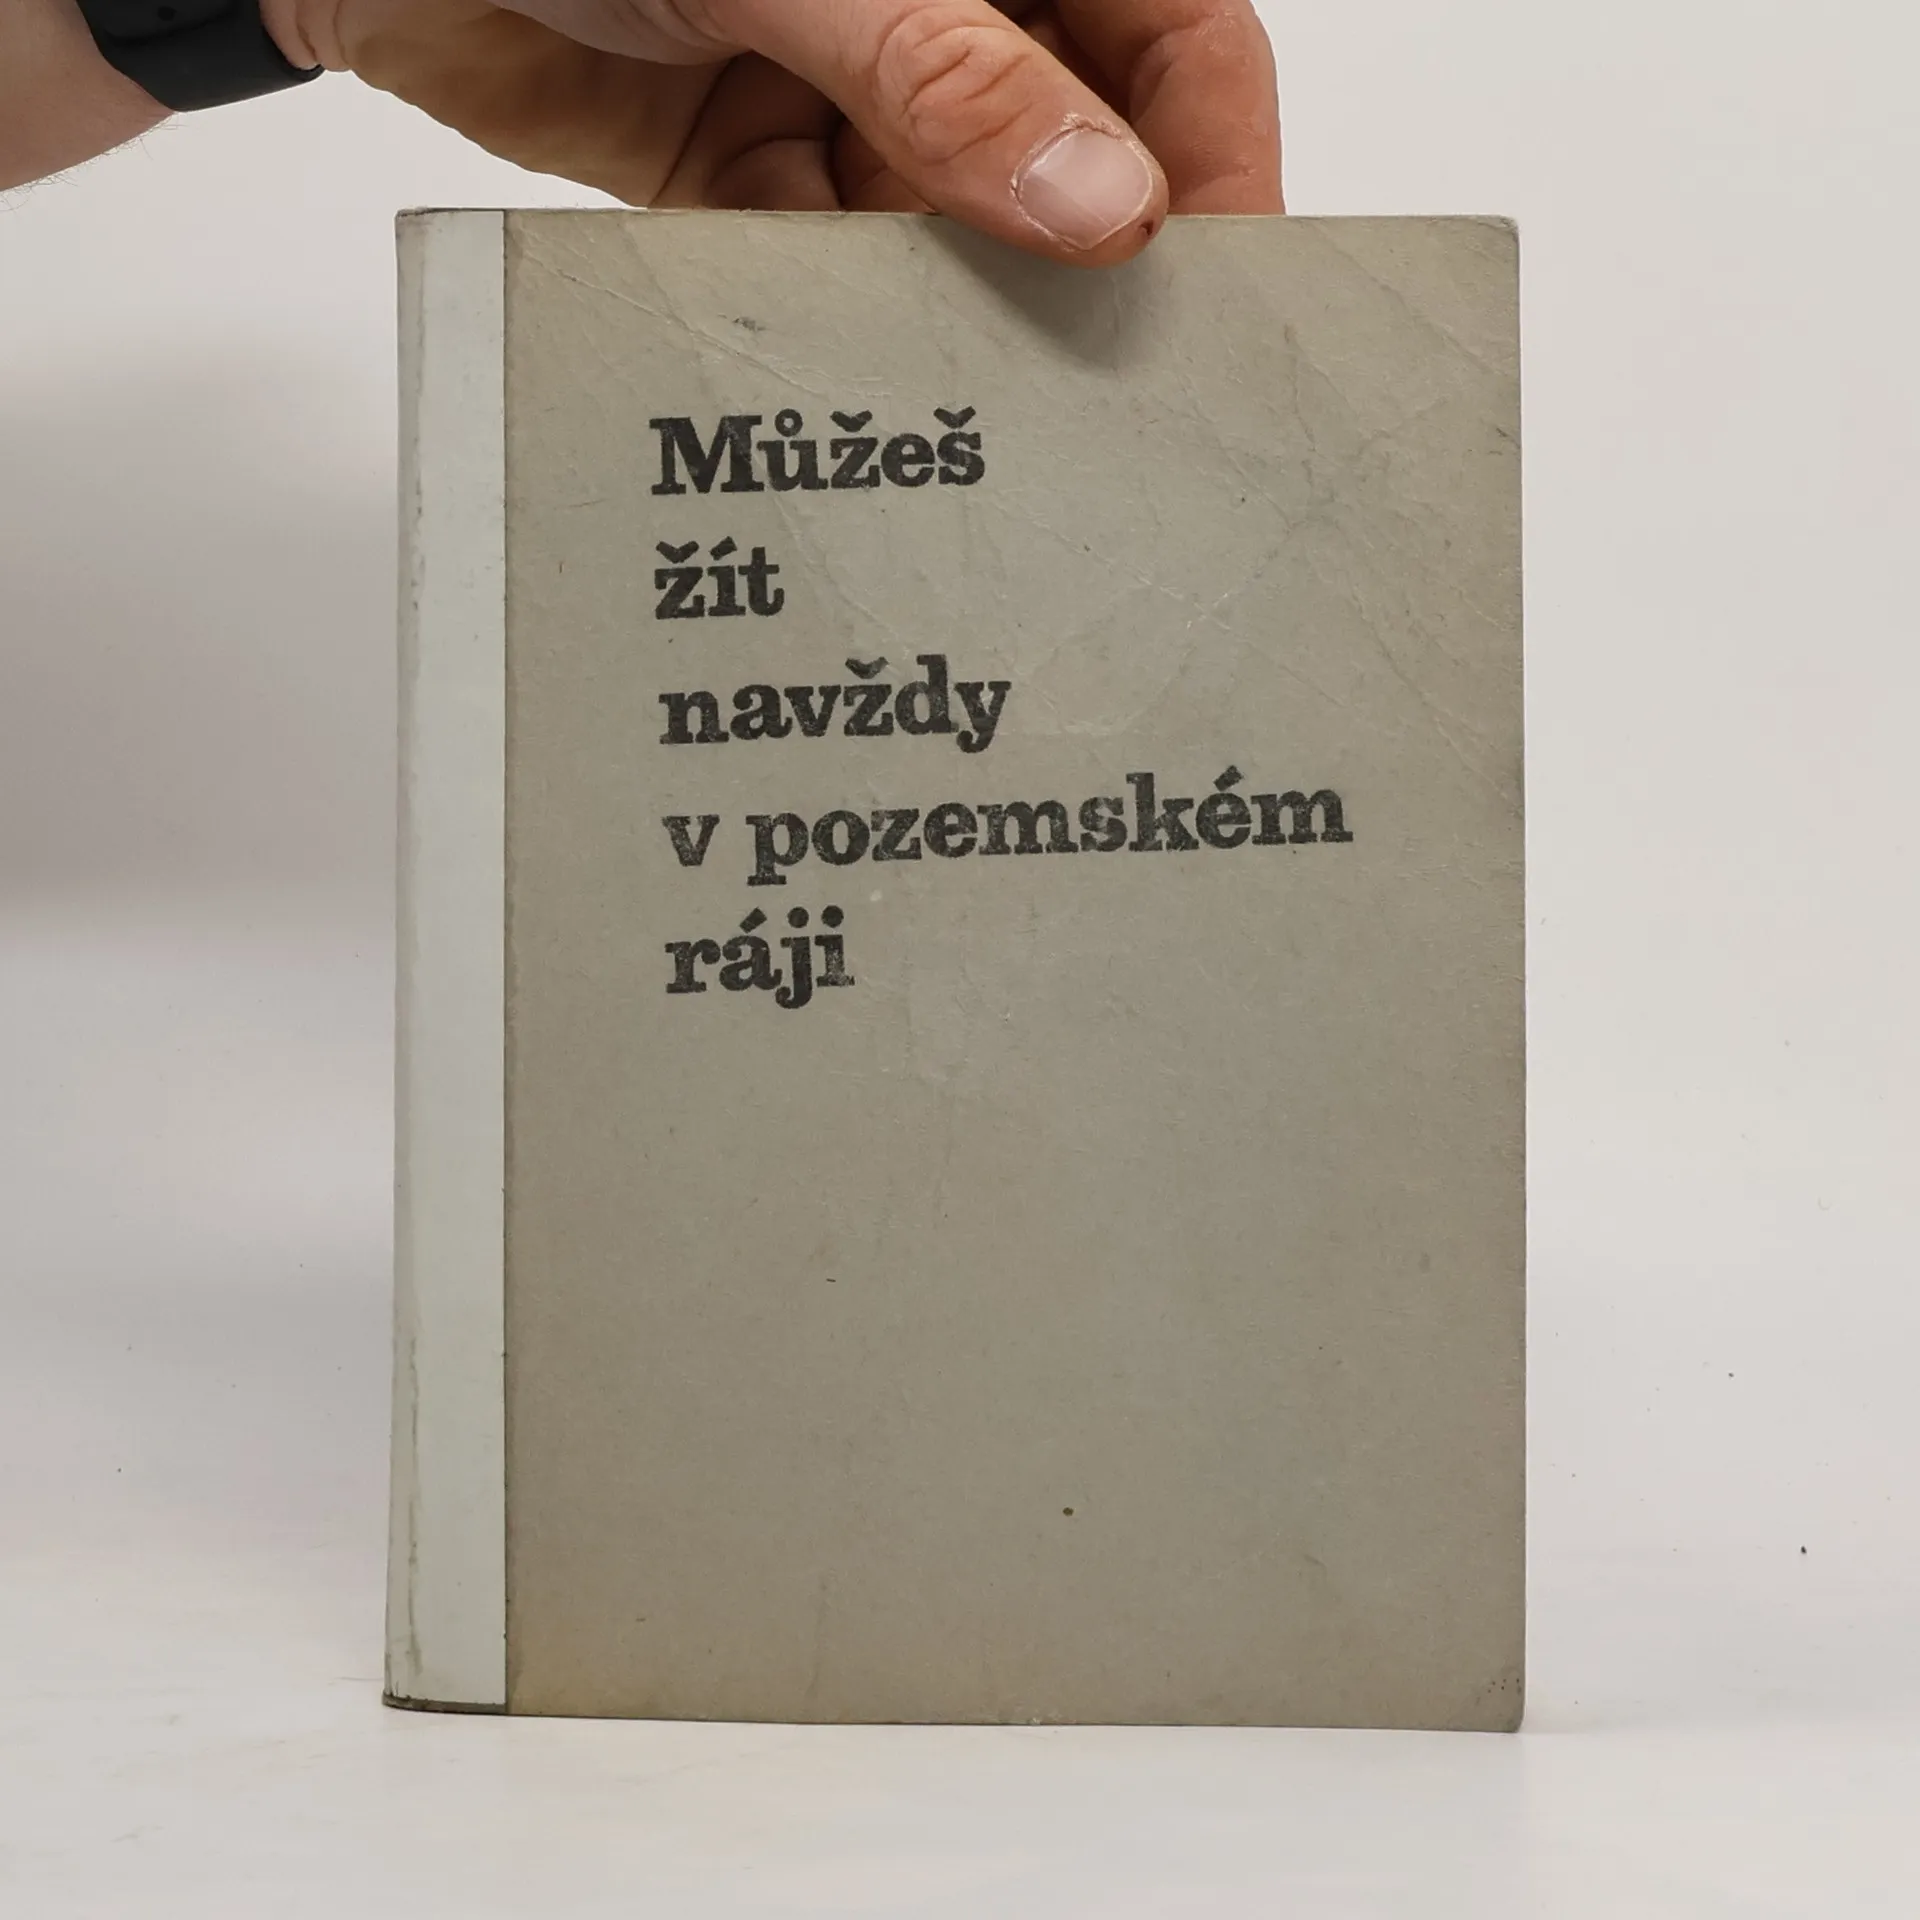 Můžeš
žít
navždy
v pozemském
ráji